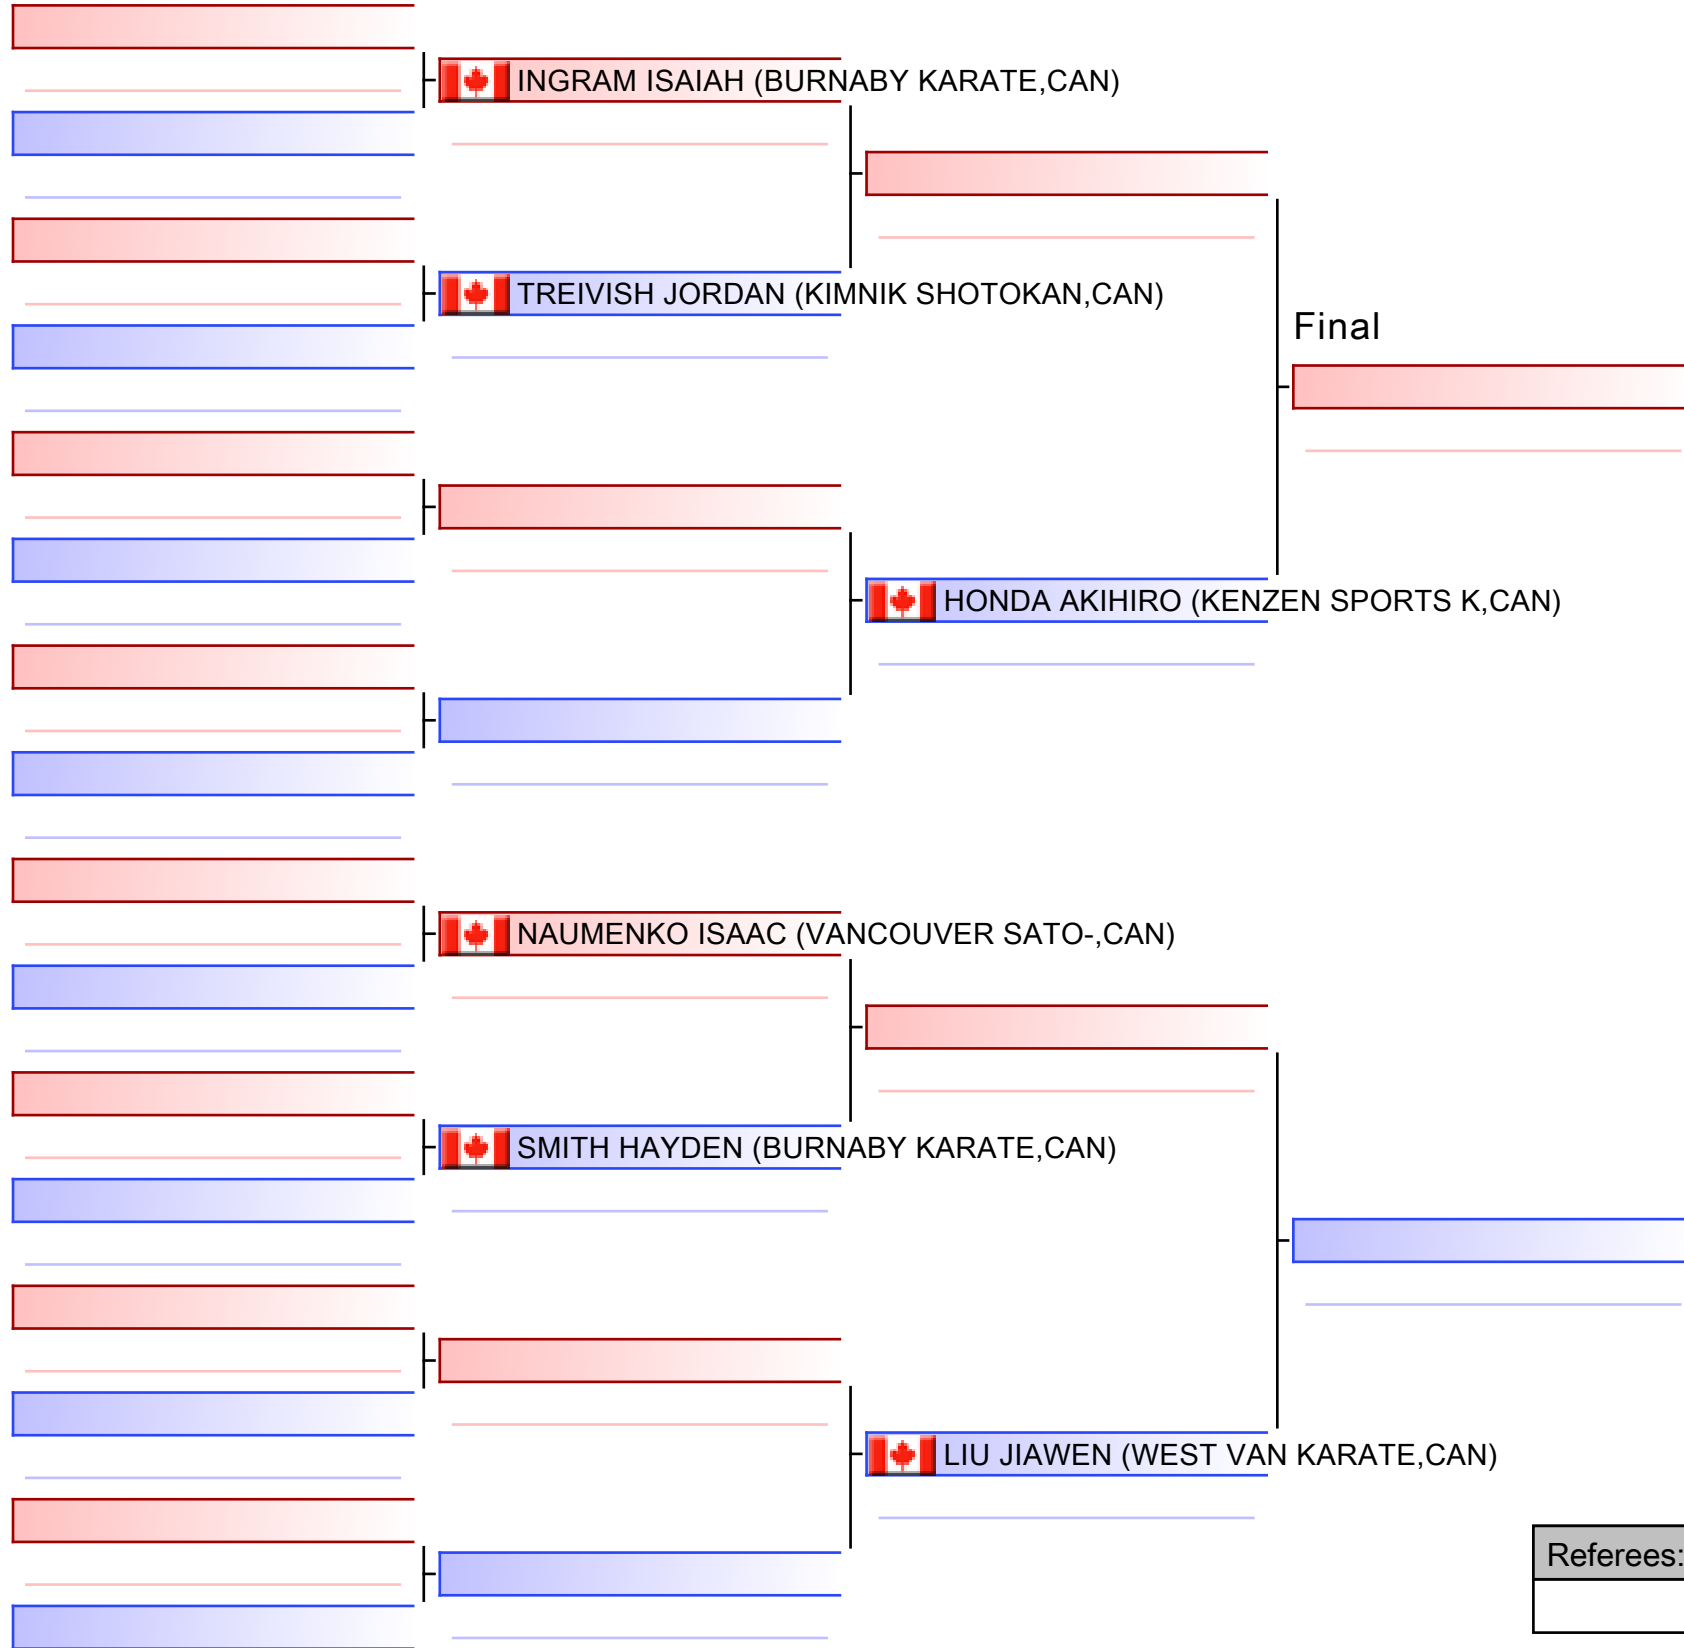 INGRAM ISAIAH (BURNABY KARATE,CAN)
TREIVISH JORDAN (KIMNIK SHOTOKAN,CAN)
Final
HONDA AKIHIRO (KENZEN SPORTS K,CAN)
NAUMENKO ISAAC (VANCOUVER SATO-,CAN)
SMITH HAYDEN (BURNABY KARATE,CAN)
LIU JIAWEN (WEST VAN KARATE,CAN)
Referees: